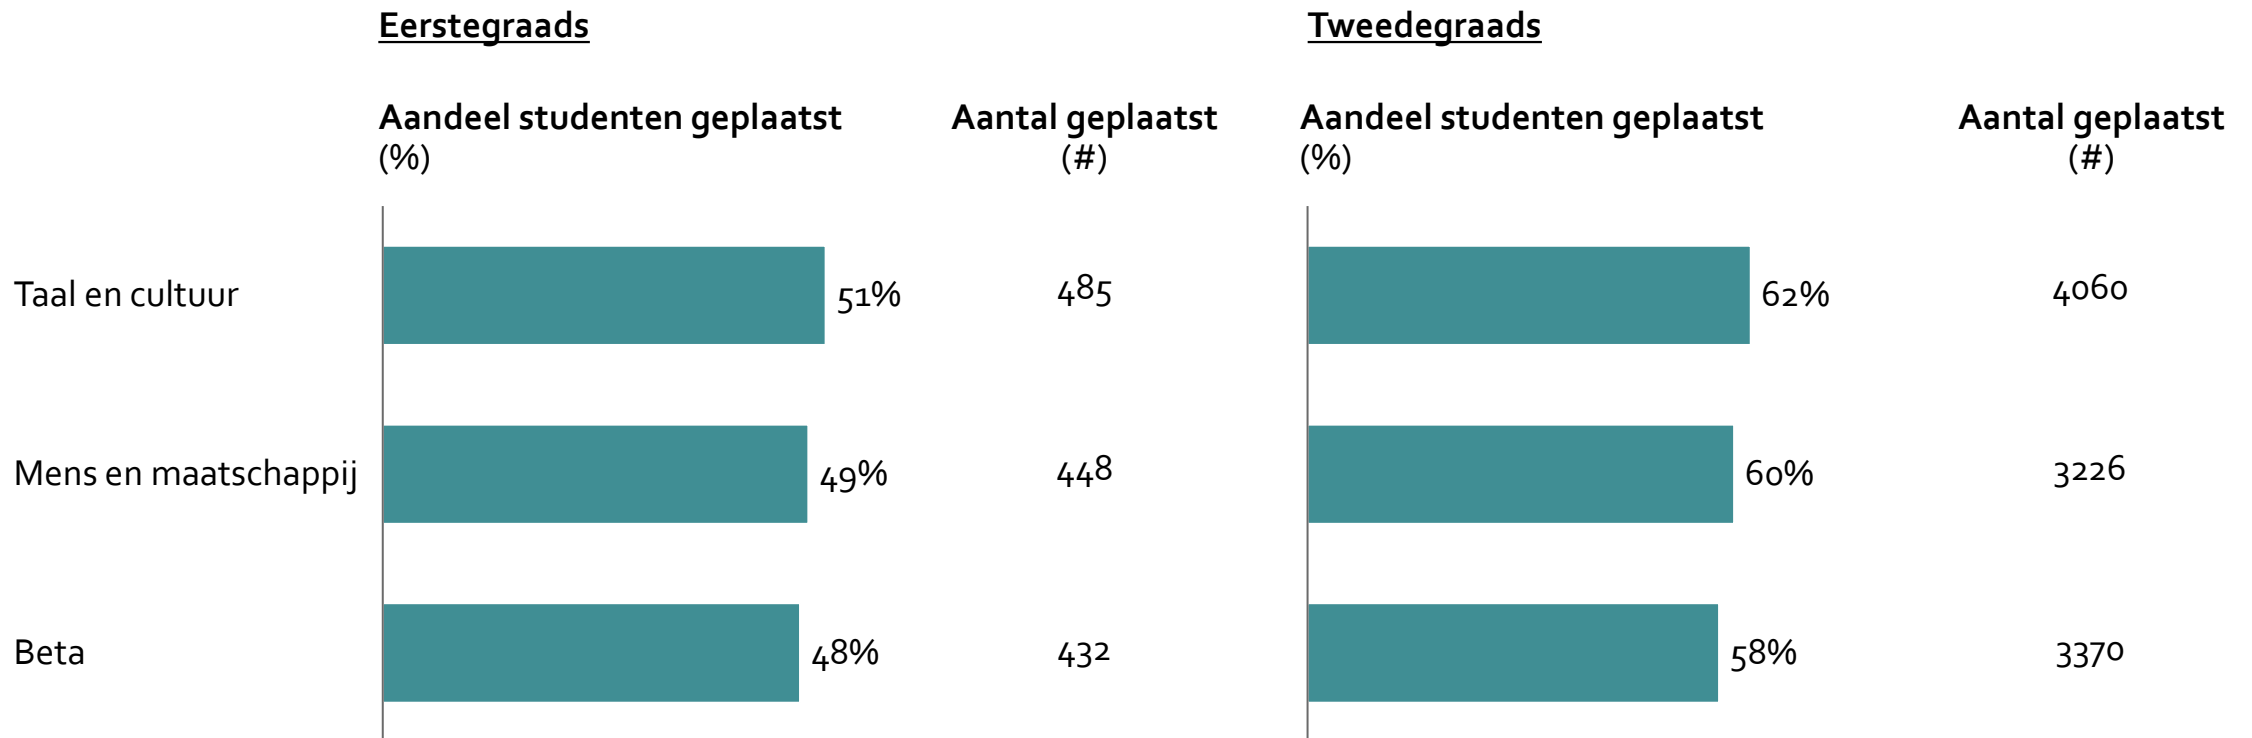 Eerstegraads Tweedegraads
Aandeel studenten geplaatst Aantal geplaatst Aandeel studenten geplaatst Aantal geplaatst
(%) (#) (%) (#)
Taal en cultuur 51% 485 62% 4060
Mens en maatschappij 49% 448 60% 3226
Beta 48% 432 58% 3370